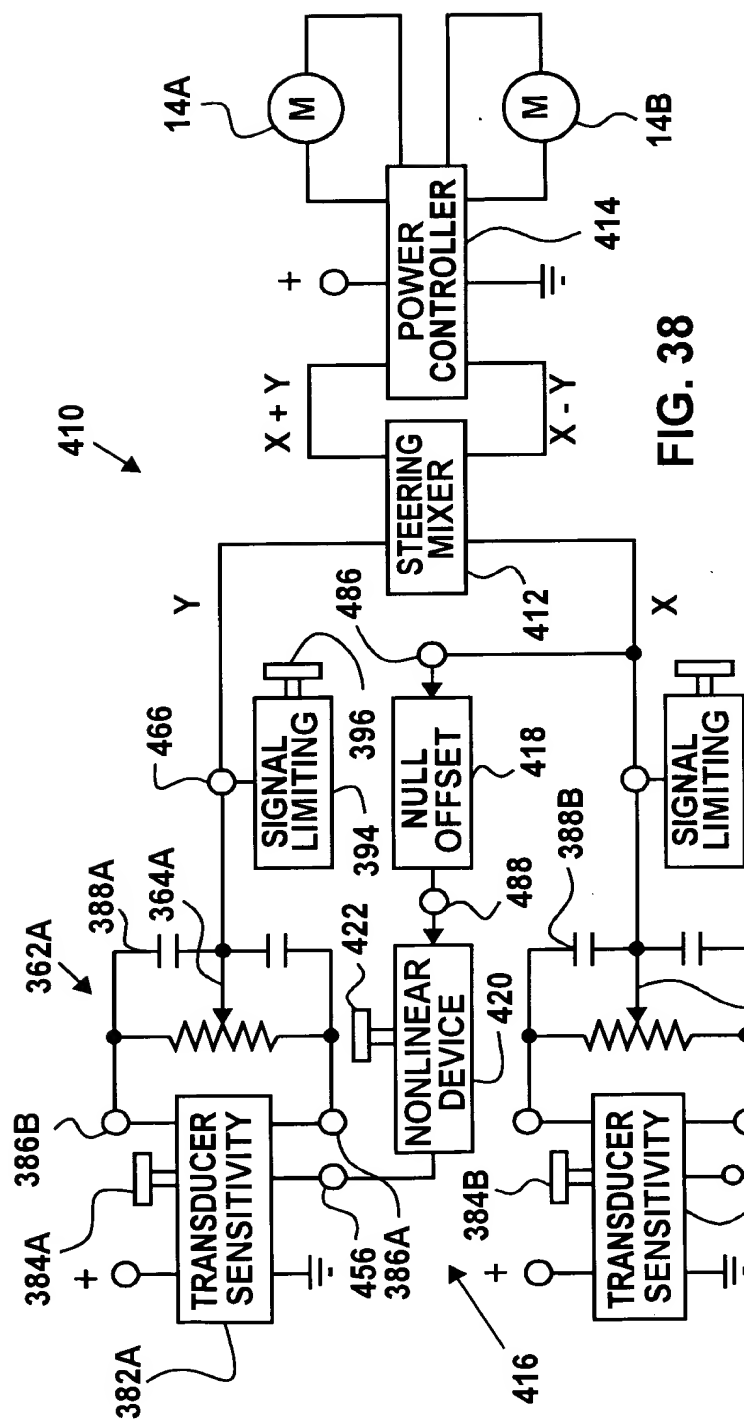 410
362A
388A
364A
466
Y
X + Y
14A
M
384A
386B
+
382A
TRANSDUCER
SENSITIVITY
SIGNAL
LIMITING
396
394
+
POWER
CONTROLLER
414
456
386A
422
NONLINEAR
DEVICE
420
488
NULL
OFFSET
418
486
STEERING
MIXER
412
X - Y
M
14B
416
X
384B
+
TRANSDUCER
SENSITIVITY
388B
SIGNAL
LIMITING
FIG. 38